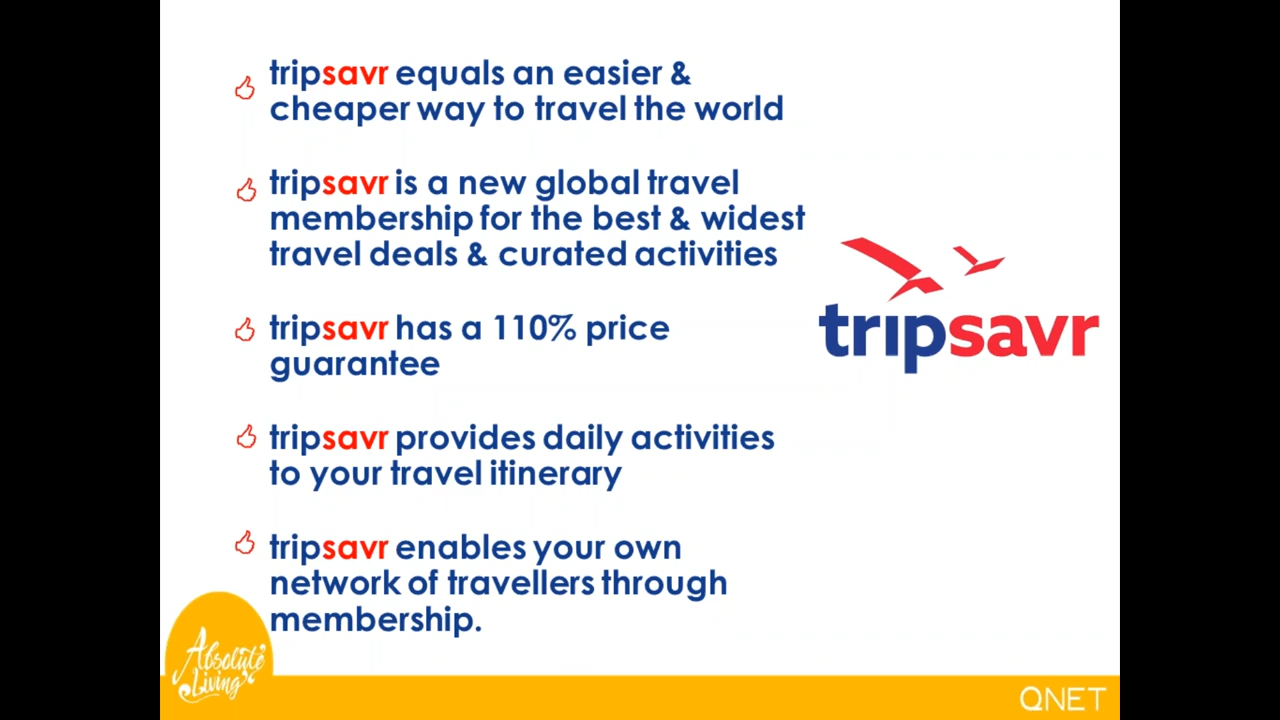 tripsavr equals an easier &
cheaper way to travel the world
tripsavr is a new global travel
membership for the best & widest
travel deals & curated activities
tripsavr has a 110% price
guarantee
tripsavr provides daily activities
to your travel itinerary
tripsavr enables your own
network of travellers through
membership.
tripsavr
Absolute
Living
QNET